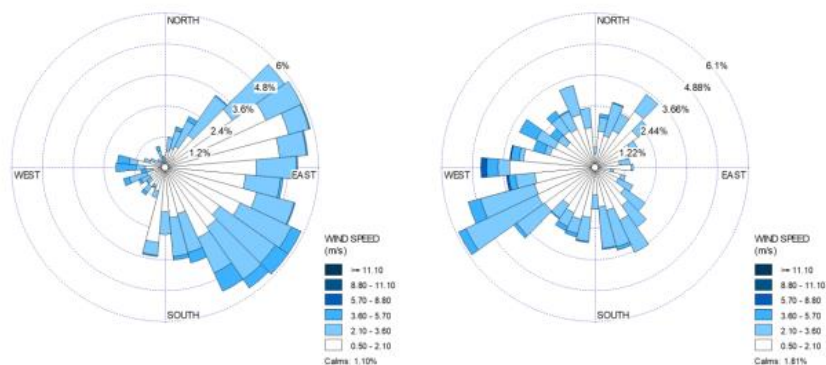 NORTH
6%
4.8%
3.6%
2.4%
1.2%
WEST
EAST
SOUTH
WIND SPEED
(m/s)
>= 11.10
8.80 - 11.10
5.70 - 8.80
3.60 - 5.70
2.10 - 3.60
0.50 - 2.10
Calms: 1.10%
NORTH
6.1%
4.88%
3.66%
2.44%
1.22%
WEST
EAST
SOUTH
WIND SPEED
(m/s)
>= 11.10
8.80 - 11.10
5.70 - 8.80
3.60 - 5.70
2.10 - 3.60
0.50 - 2.10
Calms: 1.81%